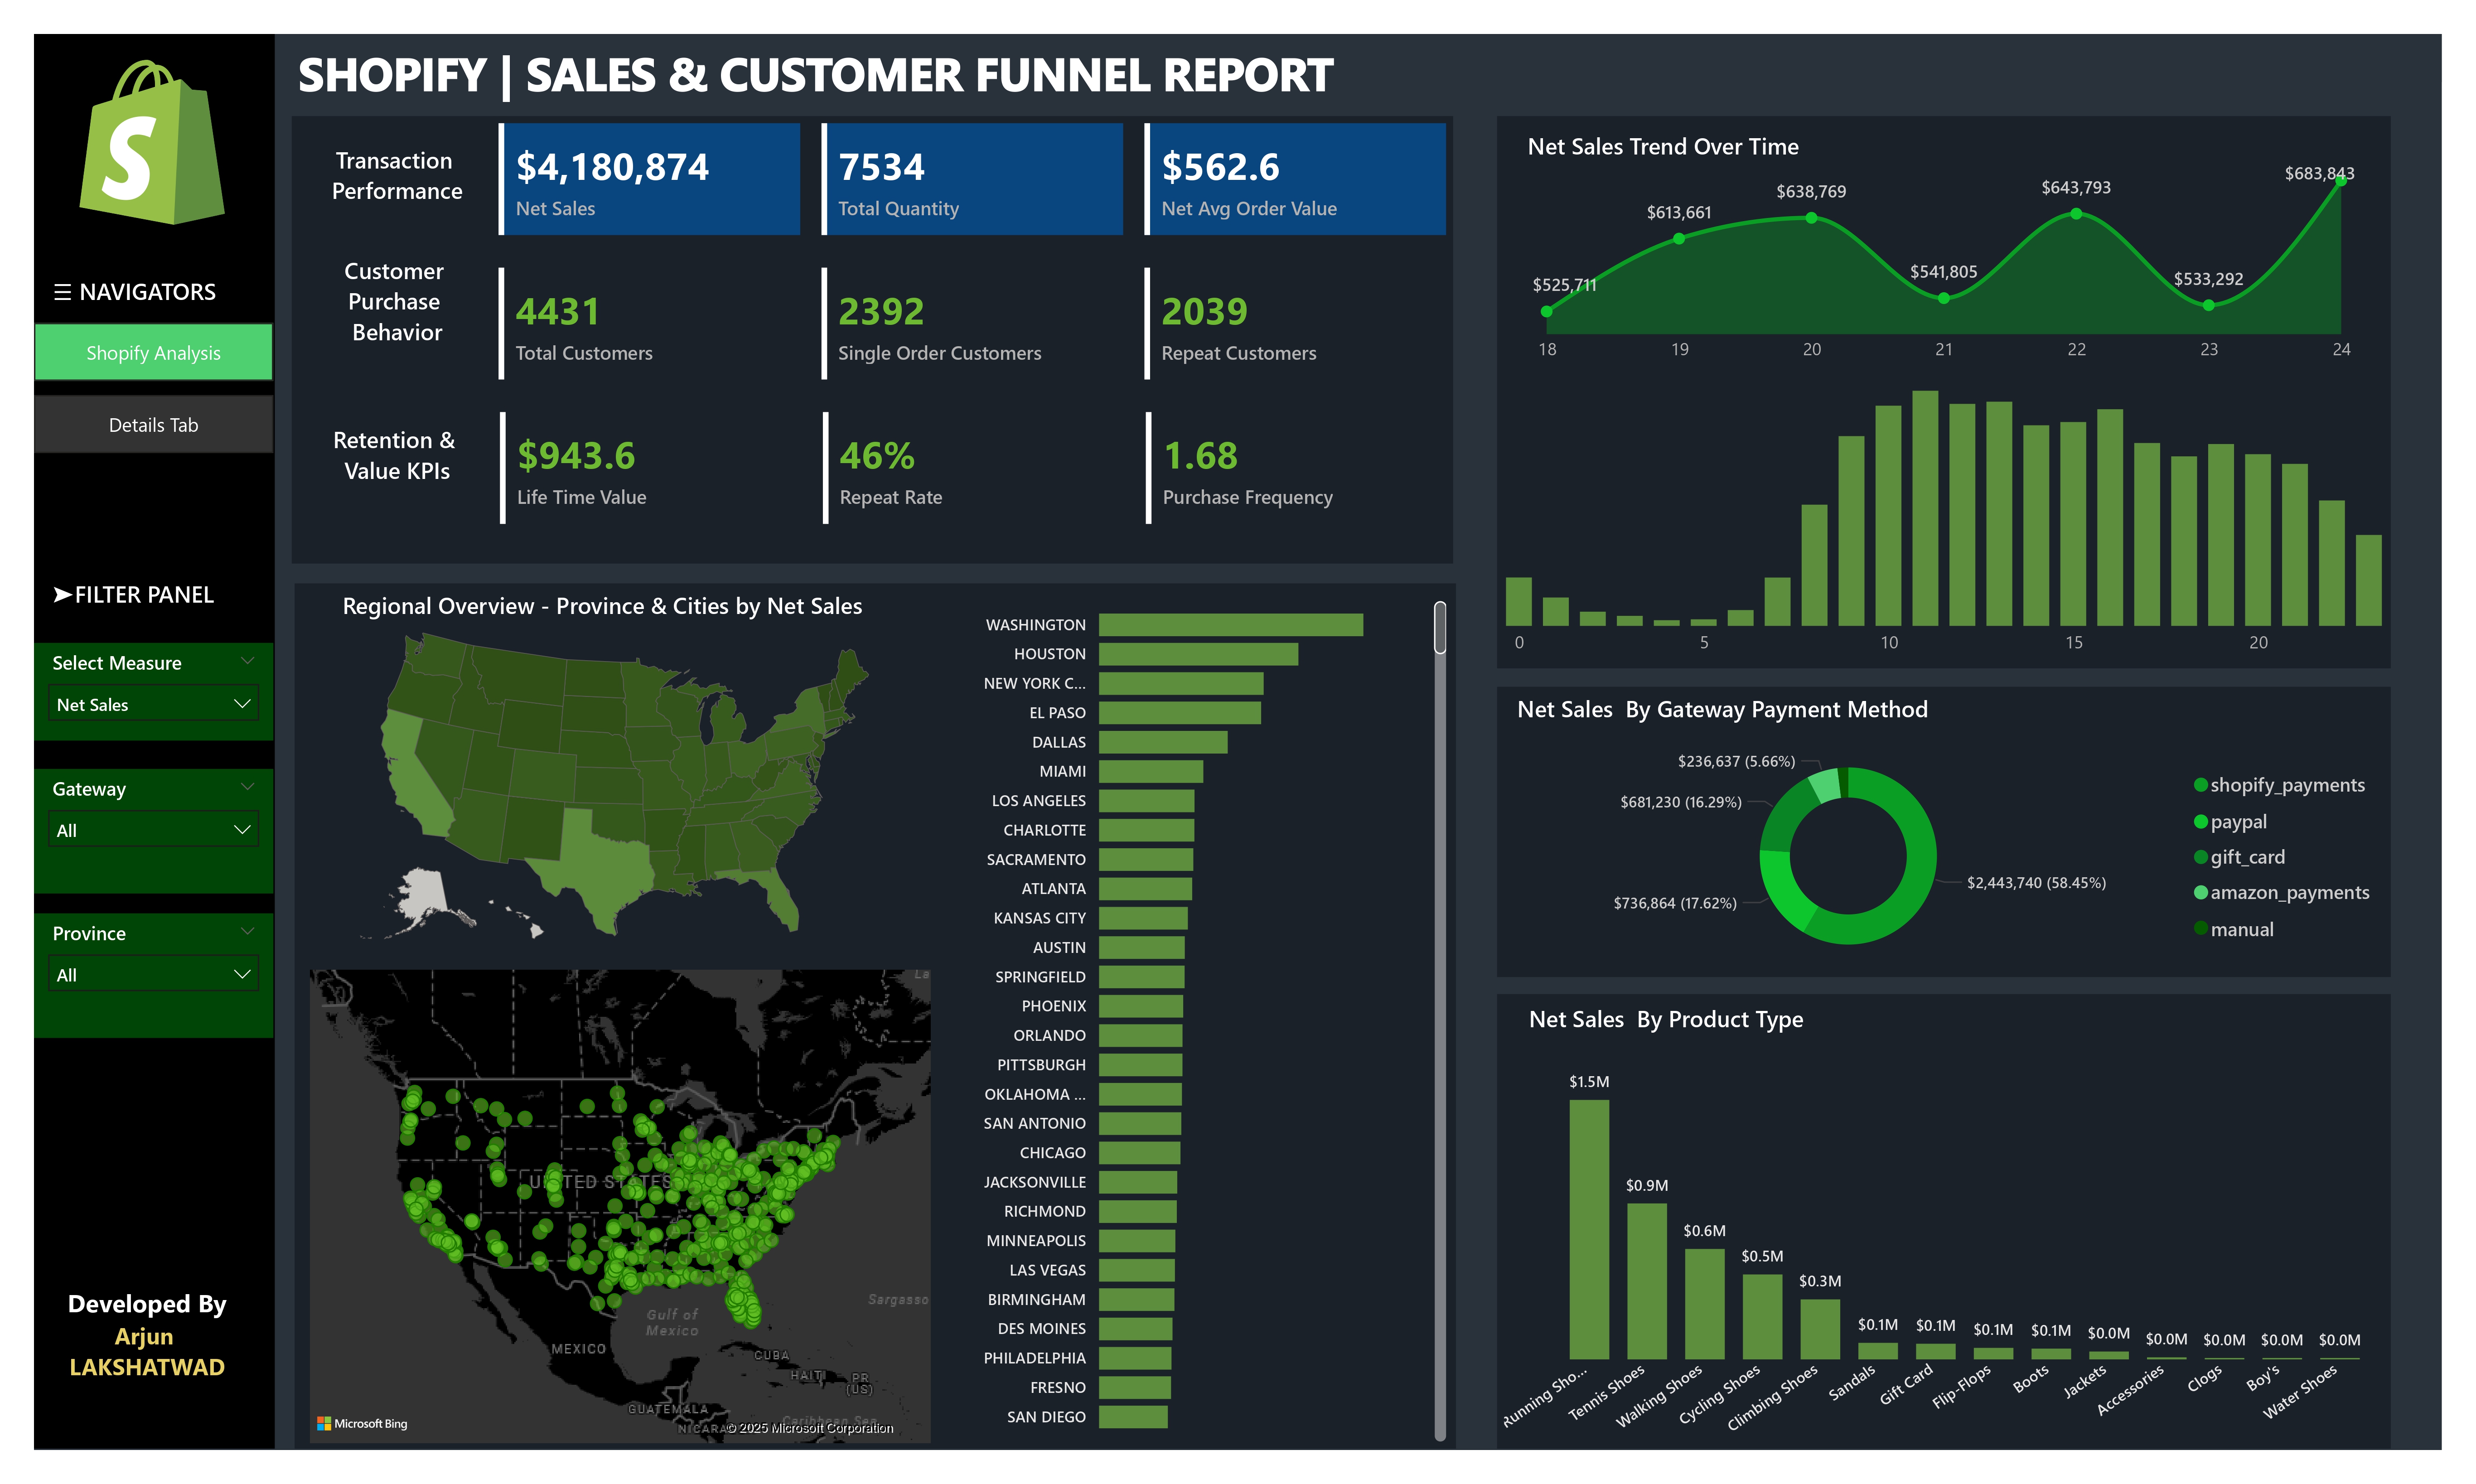 SHOPIFY | SALES & CUSTOMER FUNNEL REPORT
S
☰ NAVIGATORS
Shopify Analysis
Details Tab
➤FILTER PANEL
Select Measure
Net Sales
Gateway
All
Province
All
Developed By
Arjun
LAKSHATWAD
Transaction
Performance
$4,180,874
Net Sales
7534
Total Quantity
$562.6
Net Avg Order Value
Customer
Purchase
Behavior
4431
Total Customers
2392
Single Order Customers
2039
Repeat Customers
Retention &
Value KPIs
$943.6
Life Time Value
46%
Repeat Rate
1.68
Purchase Frequency
Regional Overview - Province & Cities by Net Sales
UNITED STATES
Gulf of
Mexico
MEXICO
CUBA
HAITI
PR
(US)
Sargasso
La
GUATEMALA
Caribbean Sea
NICARA
Microsoft Bing
© 2025 Microsoft Corporation
WASHINGTON
HOUSTON
NEW YORK C...
EL PASO
DALLAS
MIAMI
LOS ANGELES
CHARLOTTE
SACRAMENTO
ATLANTA
KANSAS CITY
AUSTIN
SPRINGFIELD
PHOENIX
ORLANDO
PITTSBURGH
OKLAHOMA ...
SAN ANTONIO
CHICAGO
JACKSONVILLE
RICHMOND
MINNEAPOLIS
LAS VEGAS
BIRMINGHAM
DES MOINES
PHILADELPHIA
FRESNO
SAN DIEGO
Net Sales Trend Over Time
$525,711
$613,661
$638,769
$541,805
$643,793
$533,292
$683,843
18 19 20 21 22 23 24
0 5 10 15 20
Net Sales By Gateway Payment Method
$236,637 (5.66%)
$681,230 (16.29%)
$736,864 (17.62%)
$2,443,740 (58.45%)
shopify_payments
paypal
gift_card
amazon_payments
manual
Net Sales By Product Type
$1.5M
$0.9M
$0.6M
$0.5M
$0.3M
$0.1M
$0.1M
$0.1M
$0.1M
$0.0M
$0.0M
$0.0M
$0.0M
$0.0M
Running Sho...
Tennis Shoes
Walking Shoes
Cycling Shoes
Climbing Shoes
Sandals
Gift Card
Flip-Flops
Boots
Jackets
Accessories
Clogs
Boy's
Water Shoes